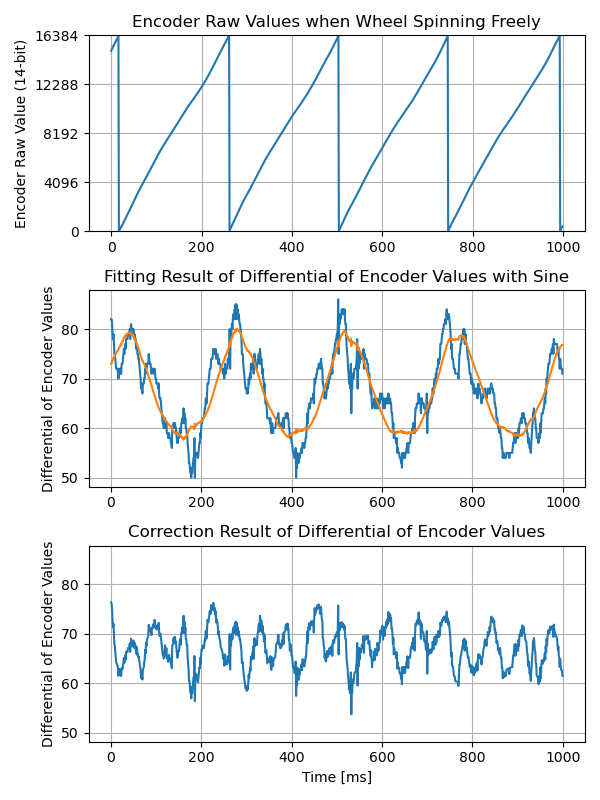 Encoder Raw Values when Wheel Spinning Freely
Encoder Raw Value (14-bit)
16384
12288
8192
4096
0
0 200 400 600 800 1000
Fitting Result of Differential of Encoder Values with Sine
Differential of Encoder Values
80
70
60
50
0 200 400 600 800 1000
Correction Result of Differential of Encoder Values
Differential of Encoder Values
80
70
60
50
0 200 400 600 800 1000
Time [ms]